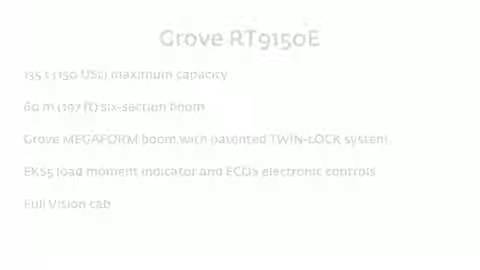 Grove RT9150E
135 t (150 USt) maximum capacity
60 m (197 ft) six-section boom
Grove MEGAFORM boom with patented TWIN-LOCK system
EKS5 load moment indicator and ECOS electronic controls
Full Vision cab